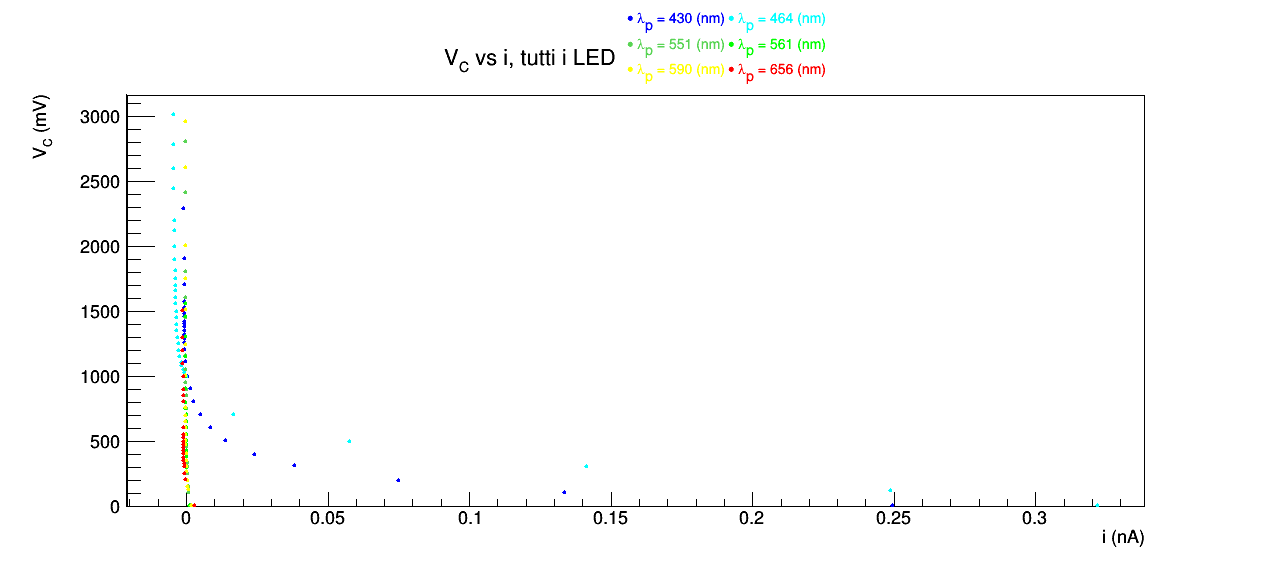 λp = 430 (nm) λp = 464 (nm)
VC vs i, tutti i LED
λp = 551 (nm) λp = 561 (nm)
λp = 590 (nm) λp = 656 (nm)
VC (mV)
3000
2500
2000
1500
1000
500
0
0 0.05 0.1 0.15 0.2 0.25 0.3
i (nA)